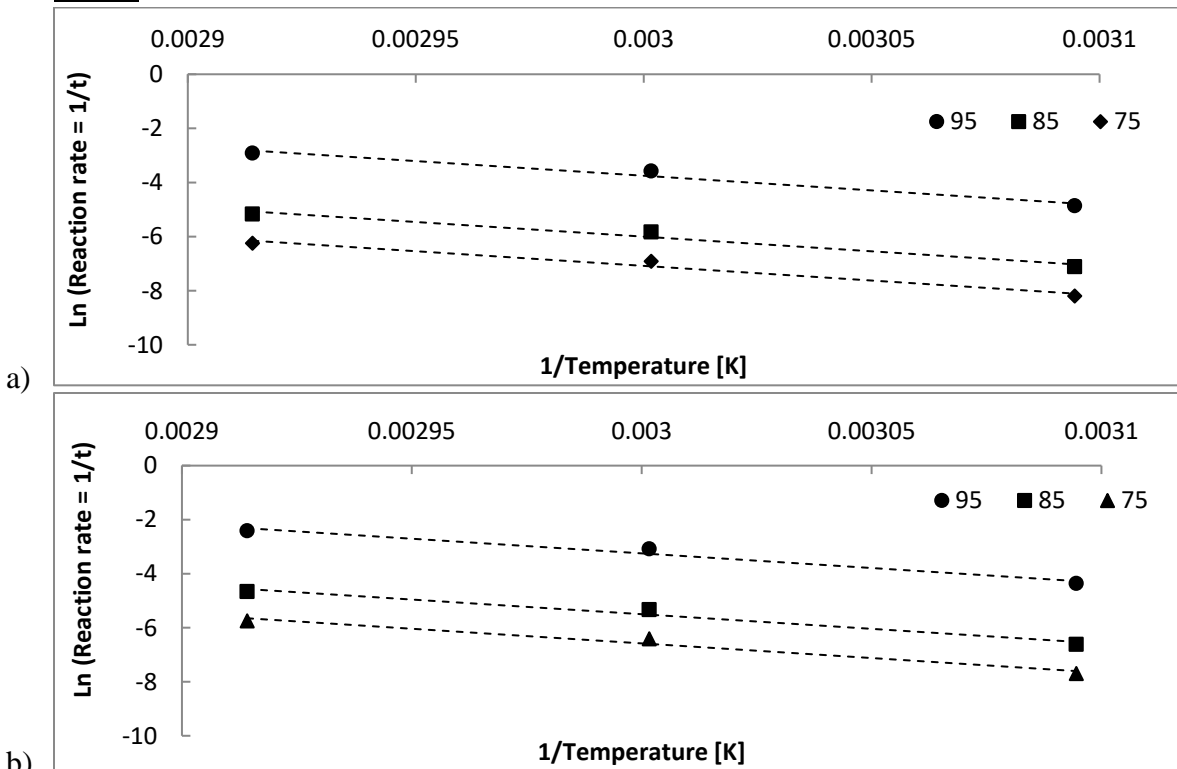 0.0029 0.00295 0.003 0.00305 0.0031
0
-2
-4
-6
-8
-10
Ln (Reaction rate = 1/t)
95 85 75
1/Temperature [K]
a)
0.0029 0.00295 0.003 0.00305 0.0031
0
-2
-4
-6
-8
-10
Ln (Reaction rate = 1/t)
95 85 75
1/Temperature [K]
b)